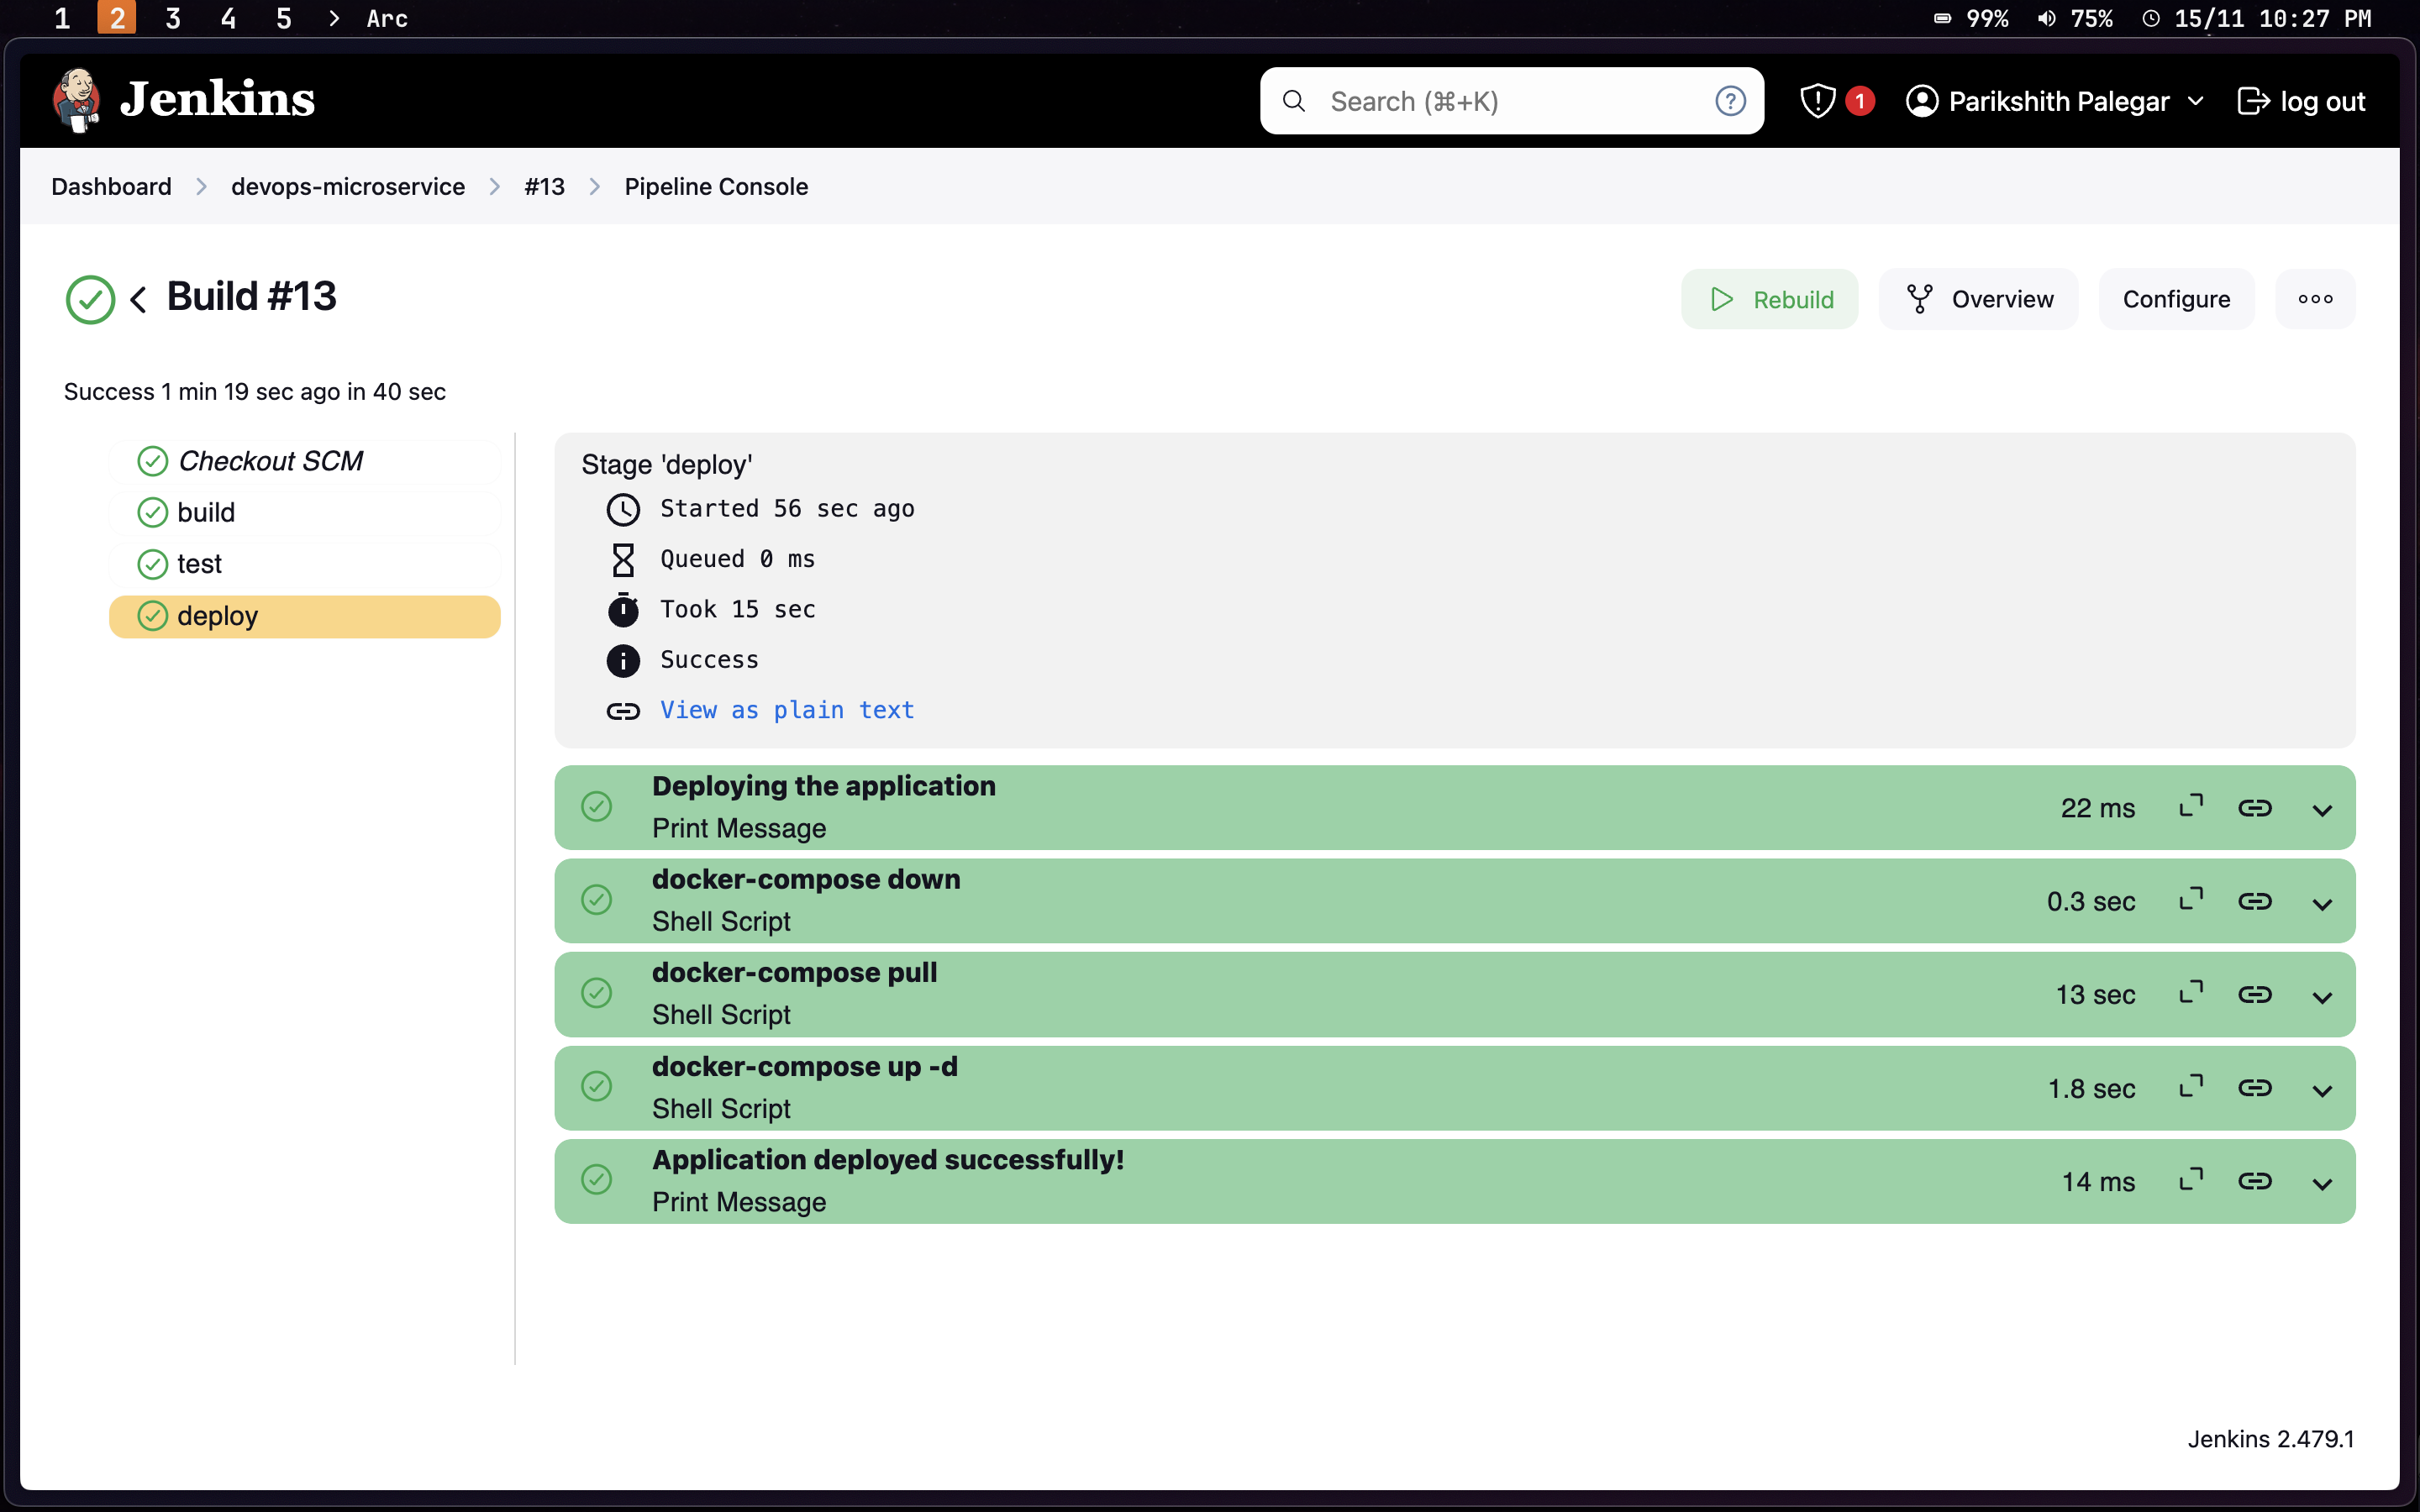 1 2 3 4 5 > Arc 99% 75% 15/11 10:27 PM
Jenkins Search (⌘+K) ? 1 Parikshith Palegar log out
Dashboard > devops-microservice > #13 > Pipeline Console
Build #13 Rebuild Overview Configure
Success 1 min 19 sec ago in 40 sec
Checkout SCM
build
test
deploy
Stage 'deploy'
Started 56 sec ago
Queued 0 ms
Took 15 sec
Success
View as plain text
Deploying the application
Print Message
22 ms
docker-compose down
Shell Script
0.3 sec
docker-compose pull
Shell Script
13 sec
docker-compose up -d
Shell Script
1.8 sec
Application deployed successfully!
Print Message
14 ms
Jenkins 2.479.1